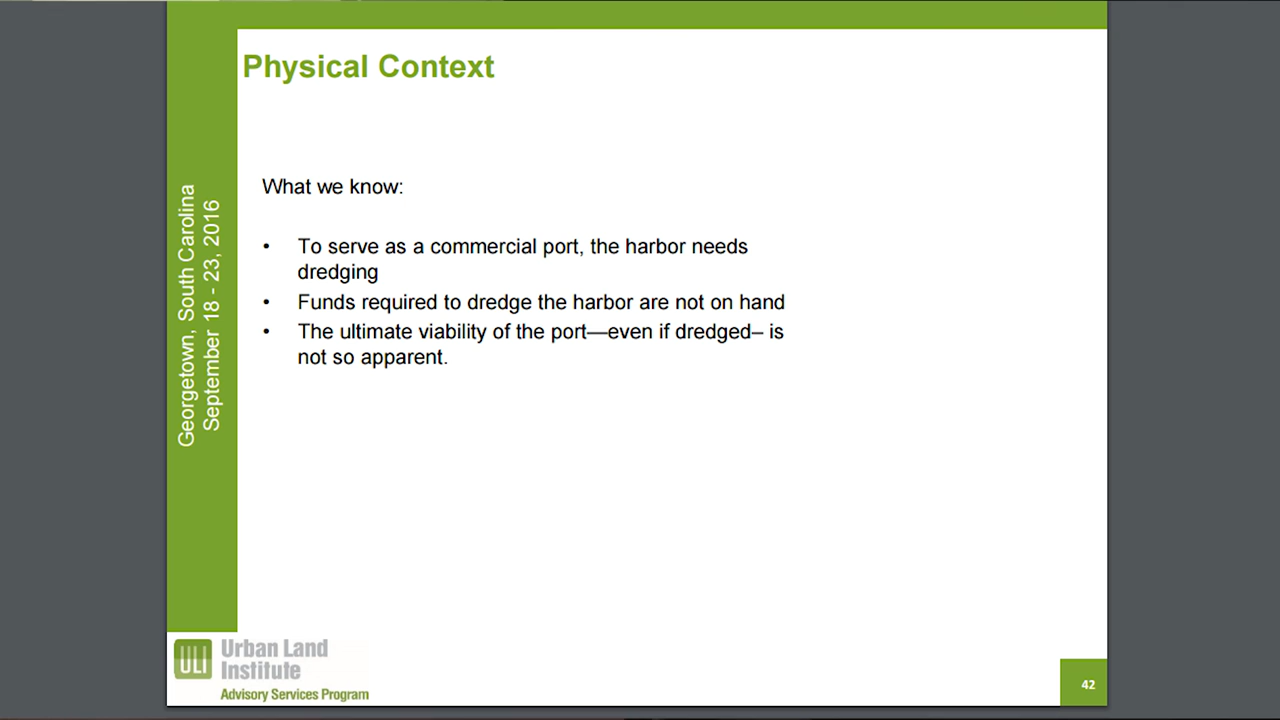 Physical Context
Georgetown, South Carolina
September 18 - 23, 2016
What we know:
• To serve as a commercial port, the harbor needs
dredging
• Funds required to dredge the harbor are not on hand
• The ultimate viability of the port—even if dredged– is
not so apparent.
ULI
Urban Land
Institute
Advisory Services Program
42